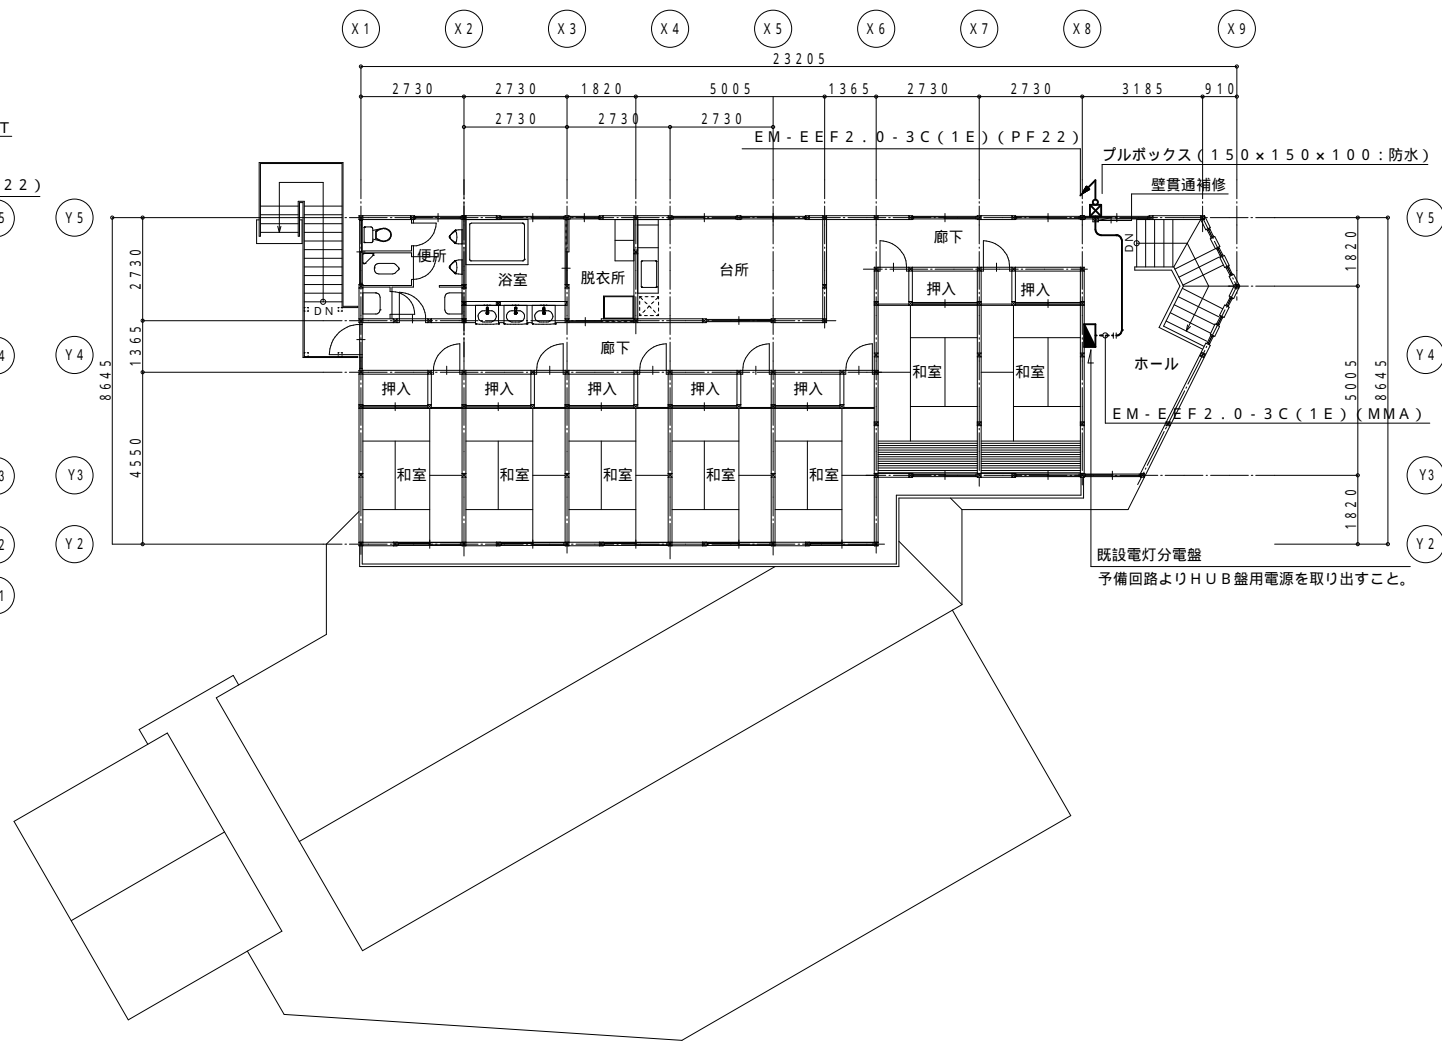 X1 X2 X3 X4 X5 X6 X7 X8 X9
23205
2730 2730 1820 5005 1365 2730 2730 3185 910
2730 2730 2730
T
EM-EEF2.0-3C(1E)(PF22)
プルボックス(150×150×100:防水)
22)
壁貫通補修
5 Y5 Y5
廊下
便所
浴室
脱衣所
台所
DN
2730
1820
押入 押入
DN
4 Y4 Y4
1365
8645
廊下
和室 和室
ホール
押入 押入 押入 押入 押入
5005
8645
EM-EEF2.0-3C(1E)(MMA)
4550
3 Y3 Y3
和室 和室 和室 和室 和室
1820
2 Y2 Y2
既設電灯分電盤
予備回路よりHUB盤用電源を取り出すこと。
1